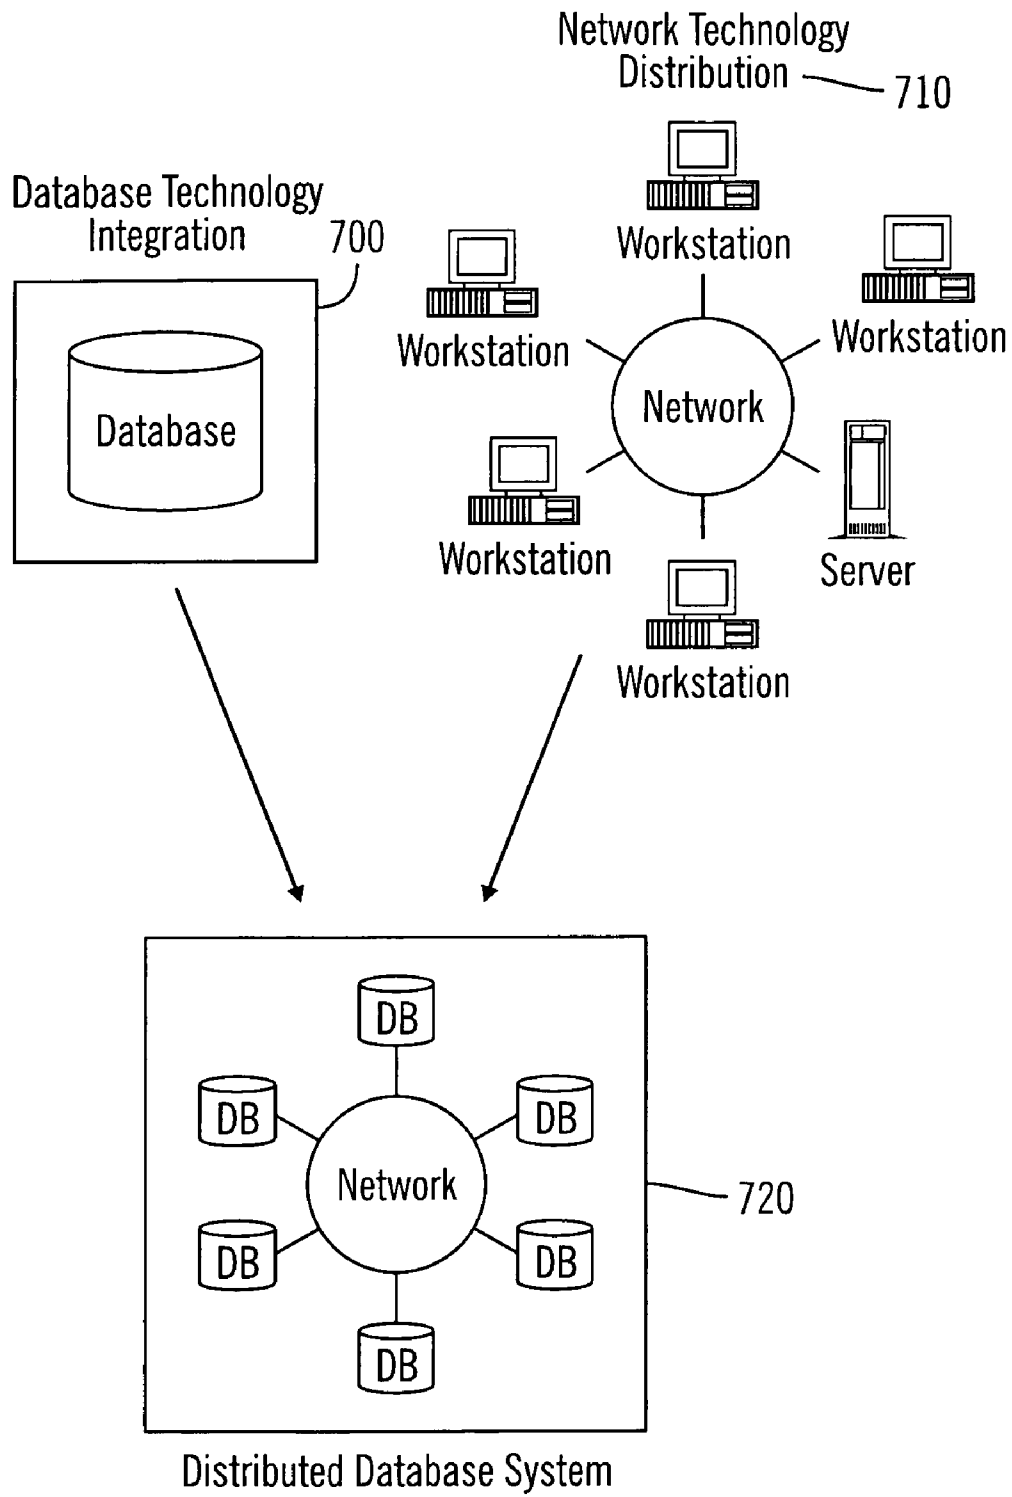 Network Technology
Distribution
710
Database Technology
Integration
700
Workstation
Workstation
Workstation
Database
Network
Workstation
Server
Workstation
DB
DB
DB
Network
720
DB
DB
DB
Distributed Database System